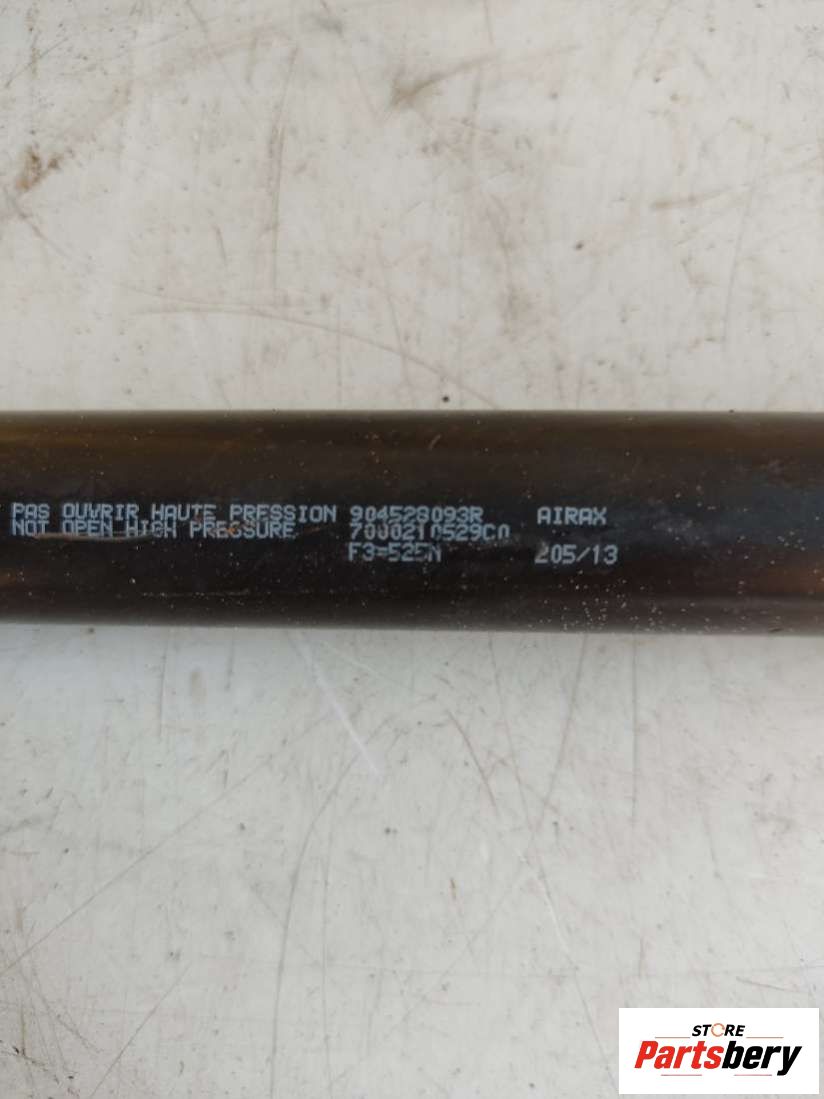 PAS OUVRIR HAUTE PRESSION 904528093R AIRAX
NOT OPEN HIGH PRESSURE 7000210529C0
F3=525N 205/13
STORE
Partsbery